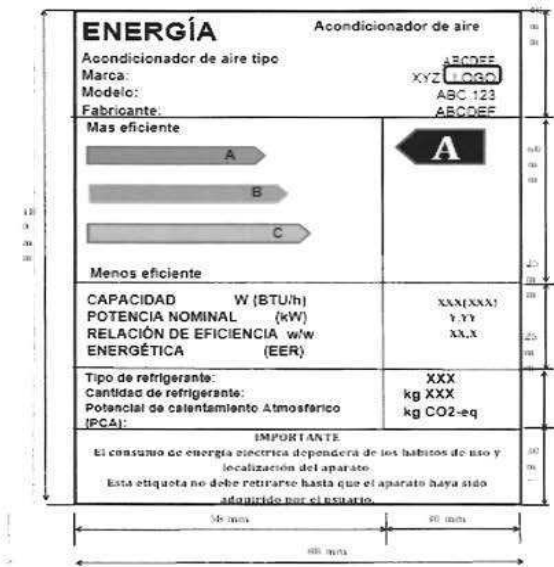 ENERGÍA Acondicionador de aire
Acondicionador de aire tipo ABCDEF
Marca: XYZ LOGO
Modelo: ABC 123
Fabricante: ABCDEF
Mas eficiente
A A
B
C
Menos eficiente
CAPACIDAD W (BTU/h) XXX(XXX)
POTENCIA NOMINAL (kW) Y.YY
RELACIÓN DE EFICIENCIA w/w XX,X
ENERGÉTICA (EER)
Tipo de refrigerante: XXX
Cantidad de refrigerante: kg XXX
Potencial de calentamiento Atmosférico kg CO2-eq
(PCA):
IMPORTANTE
El consumo de energía electrica dependerá de los habitos de uso y
localización del aparato
Esta etiqueta no debe retirarse hasta que el aparato haya sido
adquirido por el usuario.
mm mm
mm